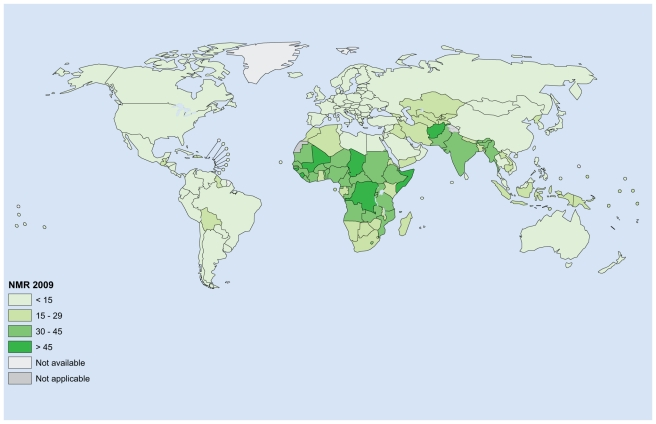 NMR 2009
< 15
15 - 29
30 - 45
> 45
Not available
Not applicable